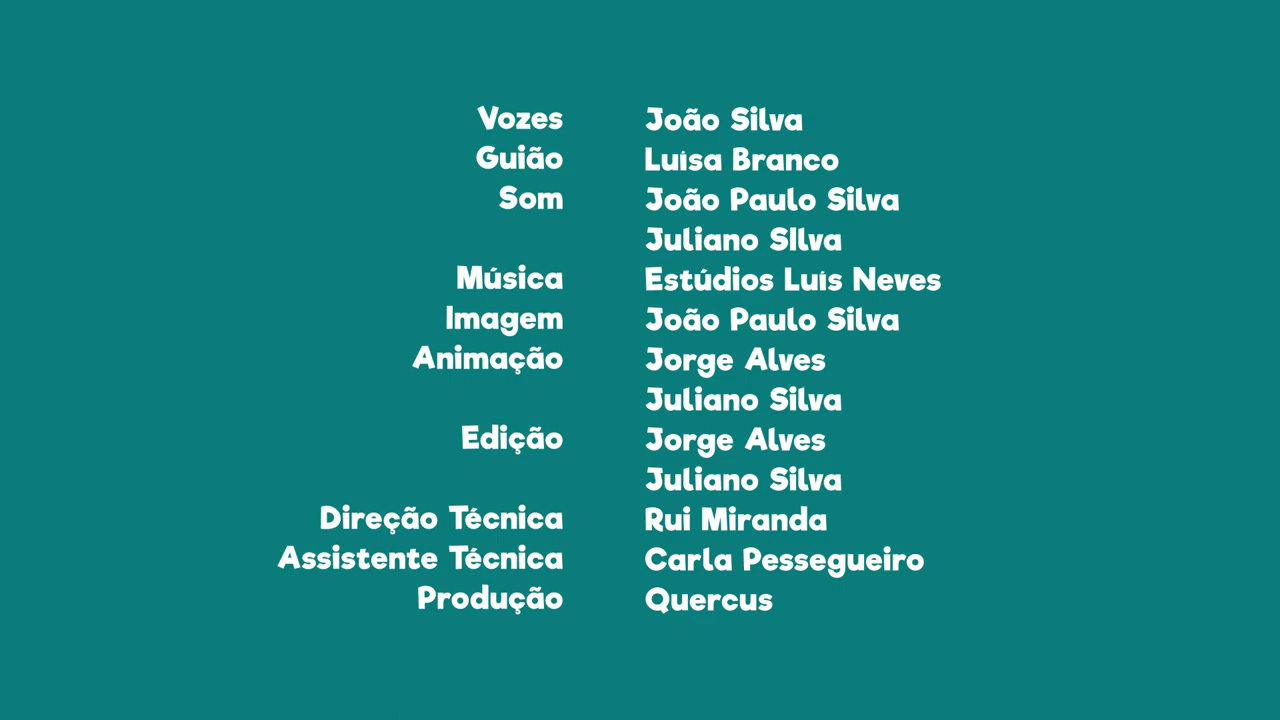 Vozes João Silva
Guião Luísa Branco
Som João Paulo Silva
Juliano SIlva
Música Estúdios Luís Neves
Imagem João Paulo Silva
Animação Jorge Alves
Juliano Silva
Edição Jorge Alves
Juliano Silva
Direção Técnica Rui Miranda
Assistente Técnica Carla Pessegueiro
Produção Quercus